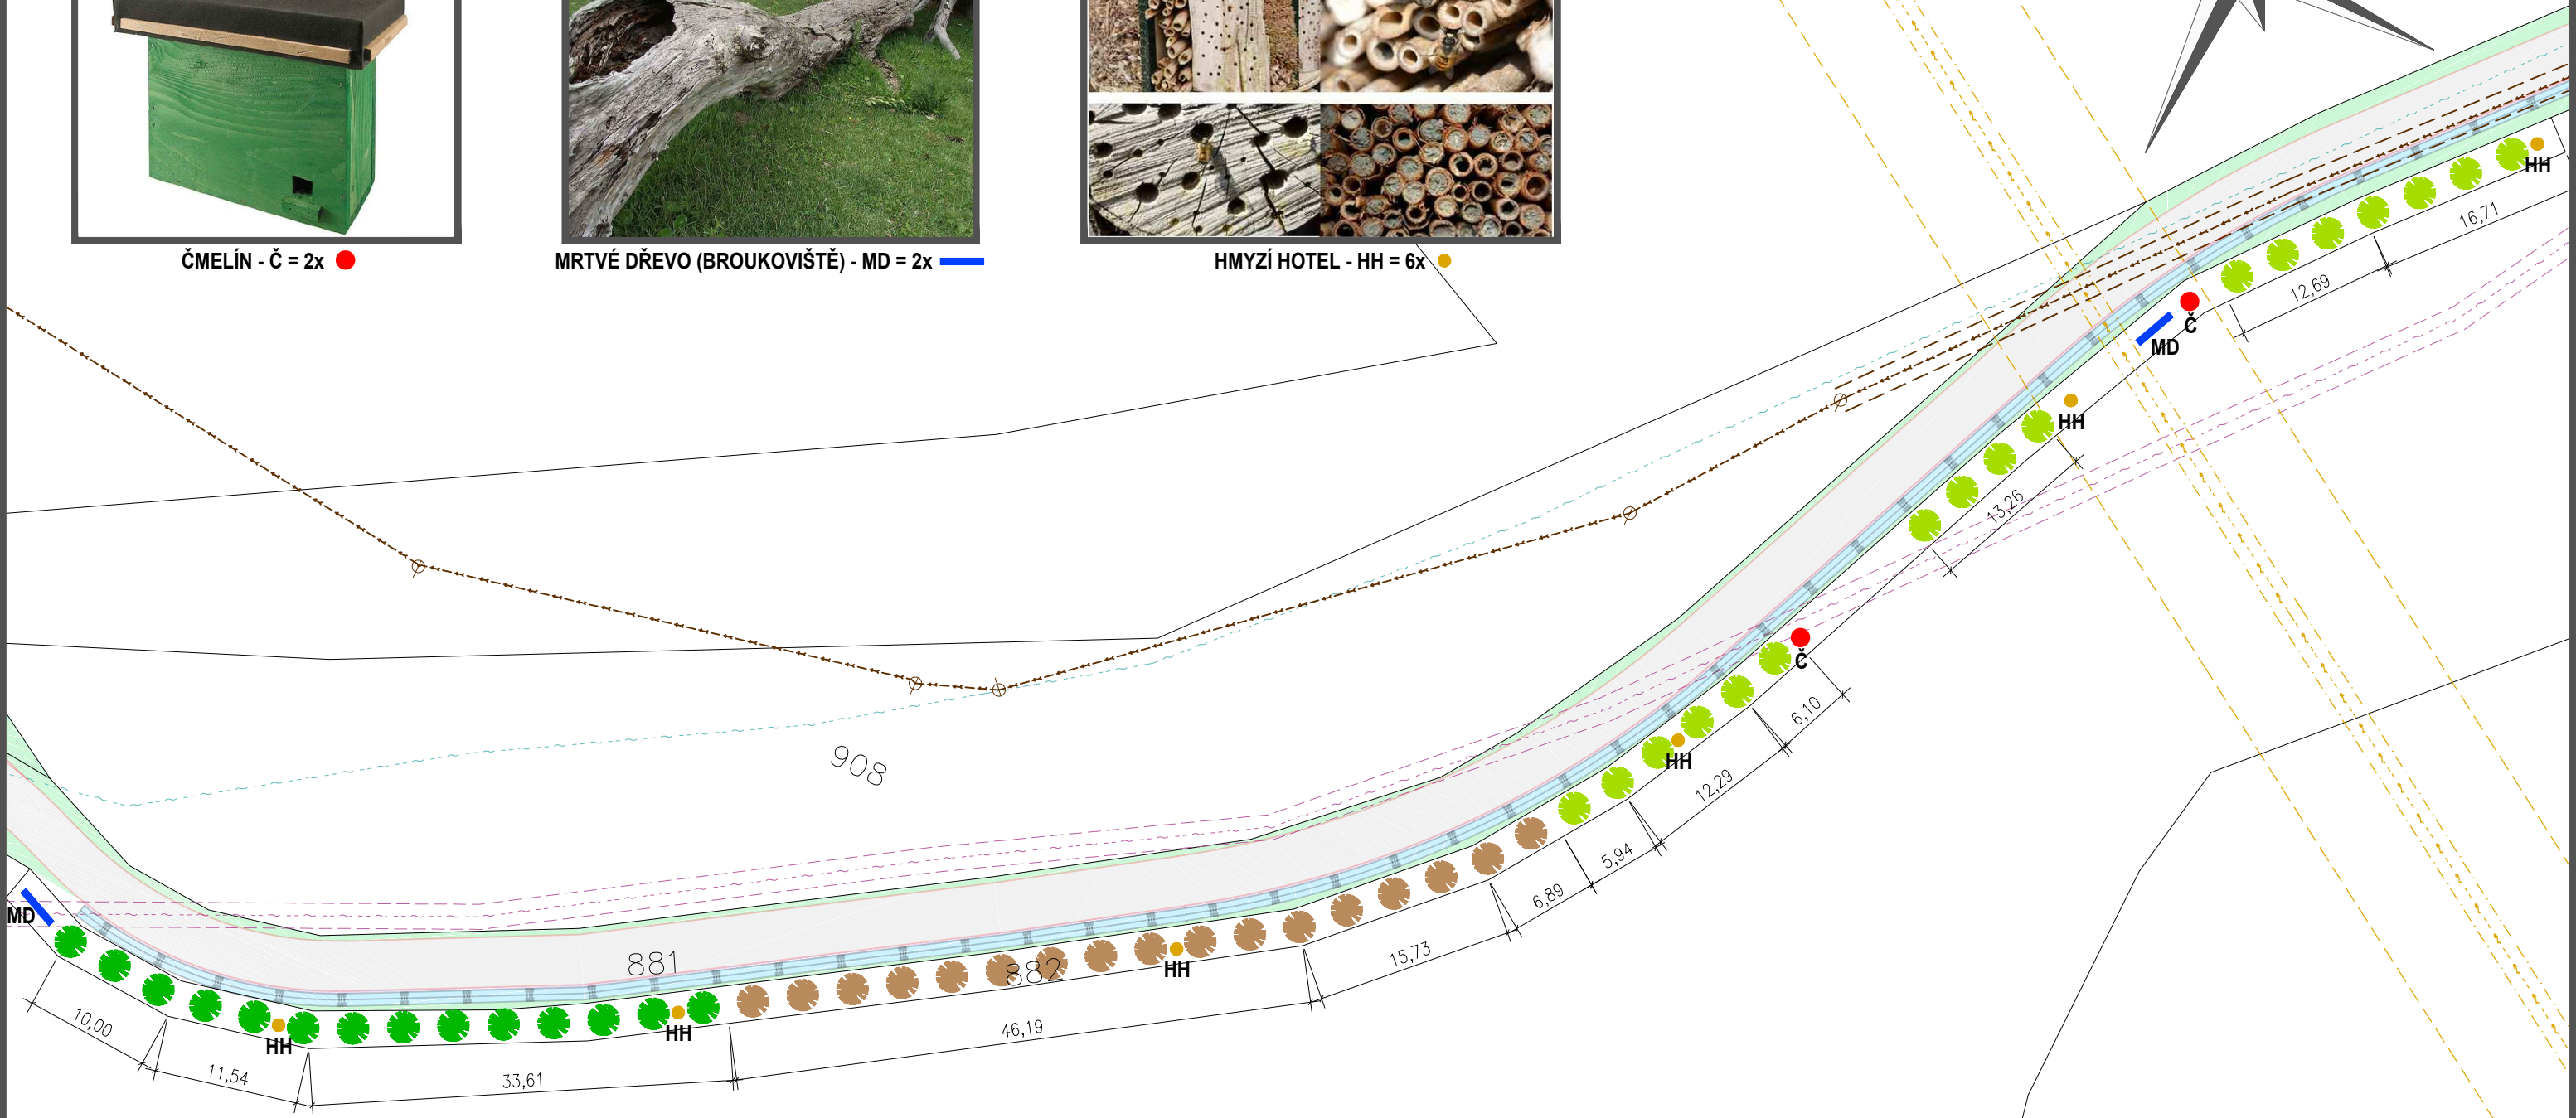 ČMELÍN - Č = 2x
MRTVÉ DŘEVO (BROUKOVIŠTĚ) - MD = 2x
HMYZÍ HOTEL - HH = 6x
HH
16,71
12,69
Č
MD
HH
13,26
Č
6,10
HH
12,29
5,94
6,89
15,73
908
881
882
HH
46,19
MD
10,00
HH
11,54
HH
33,61